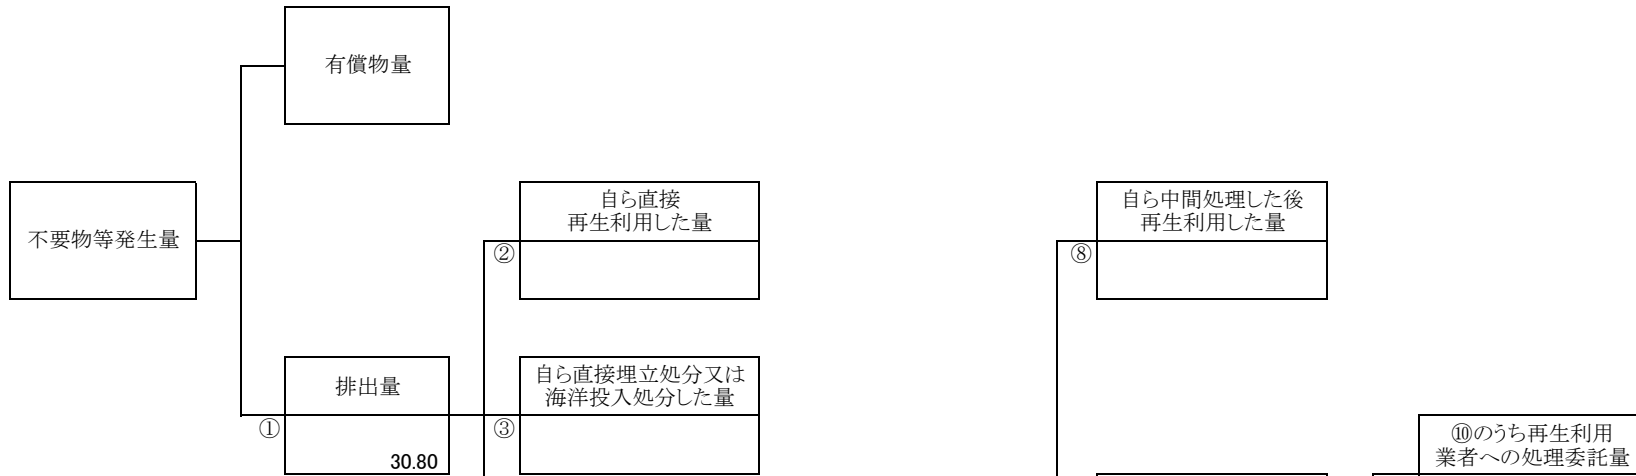 有償物量
不要物等発生量
自ら直接
再生利用した量
②
自ら中間処理した後
再生利用した量
⑧
排出量
①
30.80
自ら直接埋立処分又は
海洋投入処分した量
③
⑩のうち再生利用
業者への処理委託量